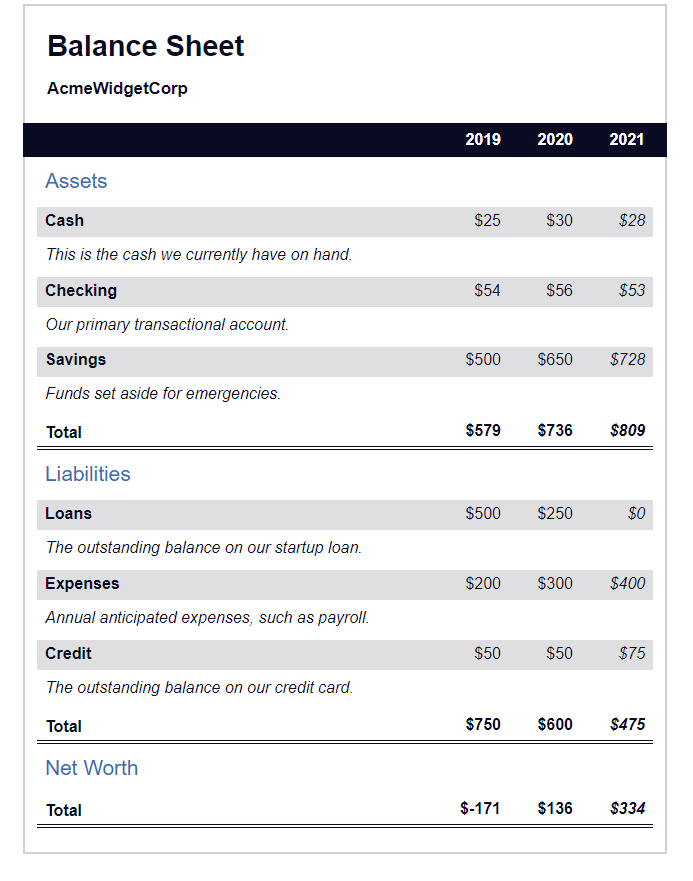 Balance Sheet
AcmeWidgetCorp
2019 2020 2021
Assets
Cash $25 $30 $28
This is the cash we currently have on hand.
Checking $54 $56 $53
Our primary transactional account.
Savings $500 $650 $728
Funds set aside for emergencies.
Total $579 $736 $809
Liabilities
Loans $500 $250 $0
The outstanding balance on our startup loan.
Expenses $200 $300 $400
Annual anticipated expenses, such as payroll.
Credit $50 $50 $75
The outstanding balance on our credit card.
Total $750 $600 $475
Net Worth
Total $-171 $136 $334